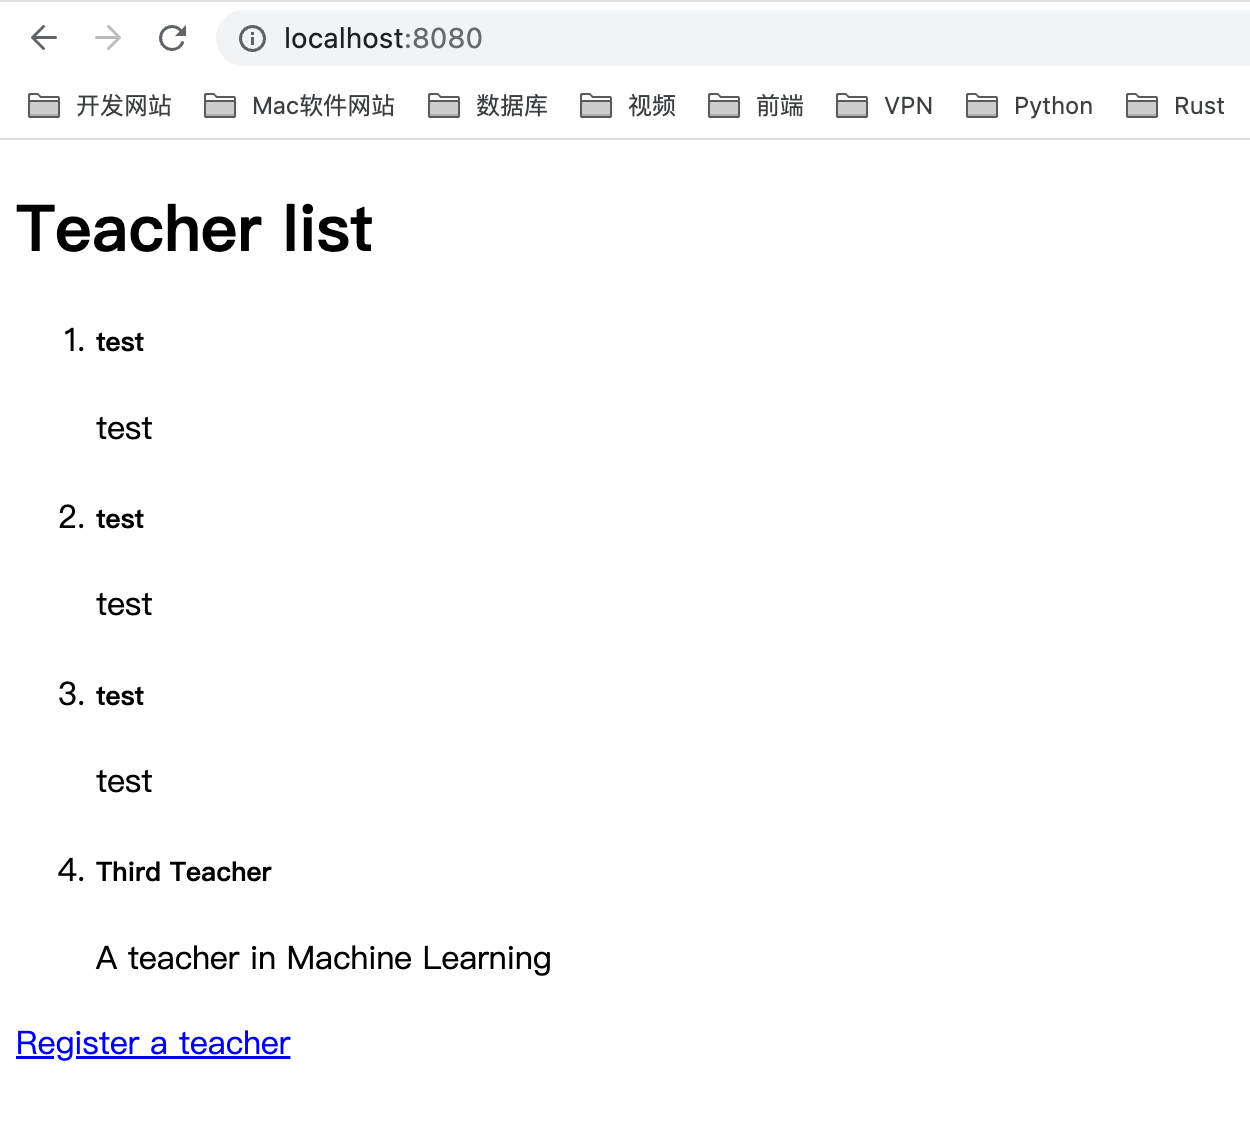 localhost:8080
开发网站 Mac软件网站 数据库 视频 前端 VPN Python Rust
Teacher list
1. test
test
2. test
test
3. test
test
4. Third Teacher
A teacher in Machine Learning
Register a teacher